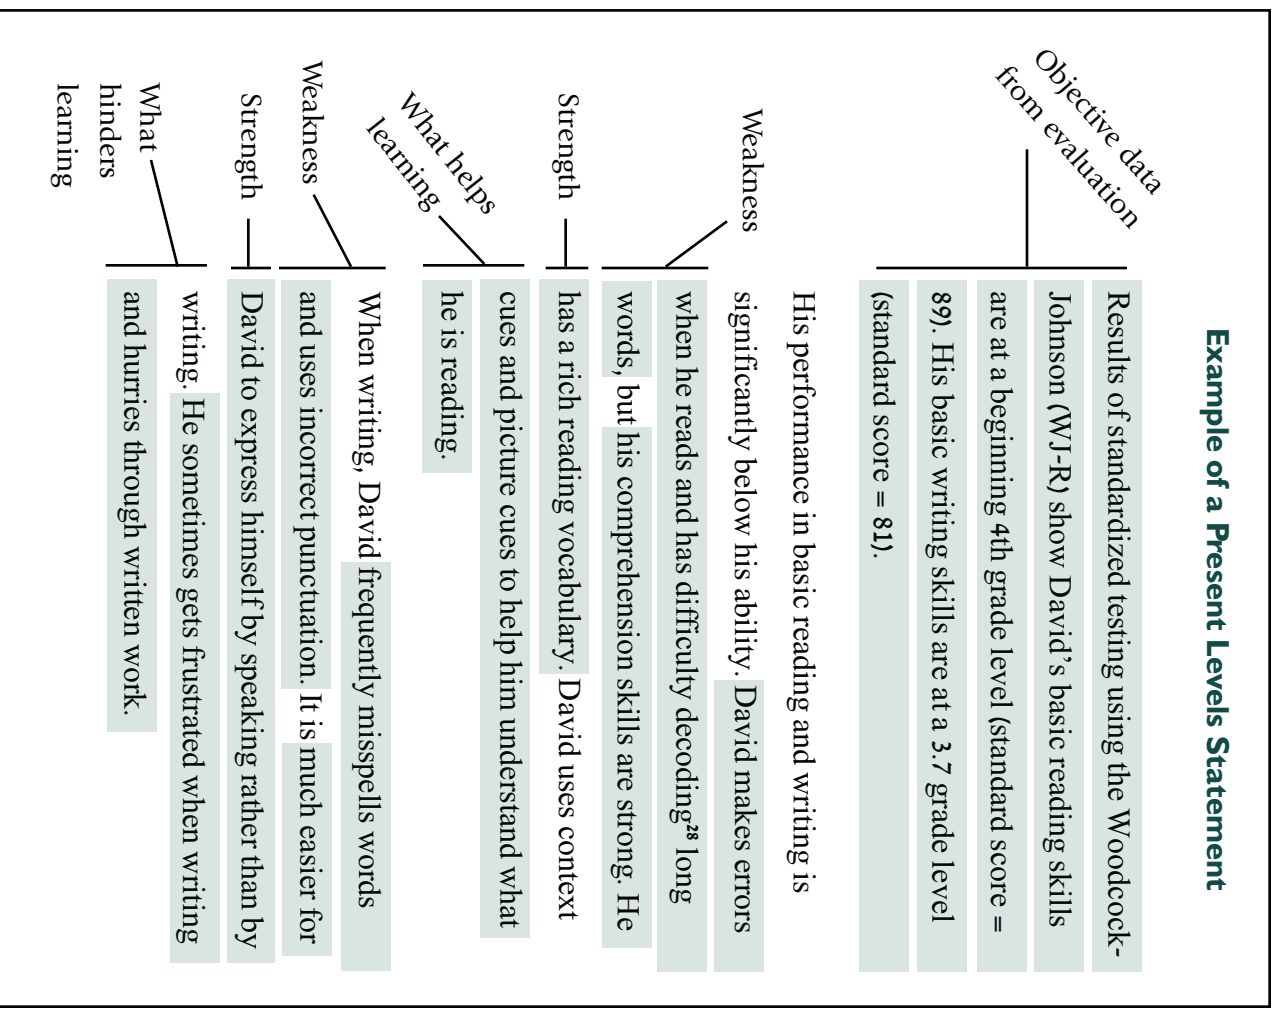 Example of a Present Levels Statement
Objective data
from evaluation
Results of standardized testing using the Woodcock-
Johnson (WJ-R) show David's basic reading skills
are at a beginning 4th grade level (standard score =
89). His basic writing skills are at a 3.7 grade level
(standard score = 81).
His performance in basic reading and writing is
significantly below his ability. David makes errors
when he reads and has difficulty decoding28 long
words, but his comprehension skills are strong. He
has a rich reading vocabulary. David uses context
cues and picture cues to help him understand what
he is reading.
Weakness
Strength
What helps
learning
When writing, David frequently misspells words
and uses incorrect punctuation. It is much easier for
David to express himself by speaking rather than by
writing. He sometimes gets frustrated when writing
and hurries through written work.
Weakness
Strength
What
hinders
learning